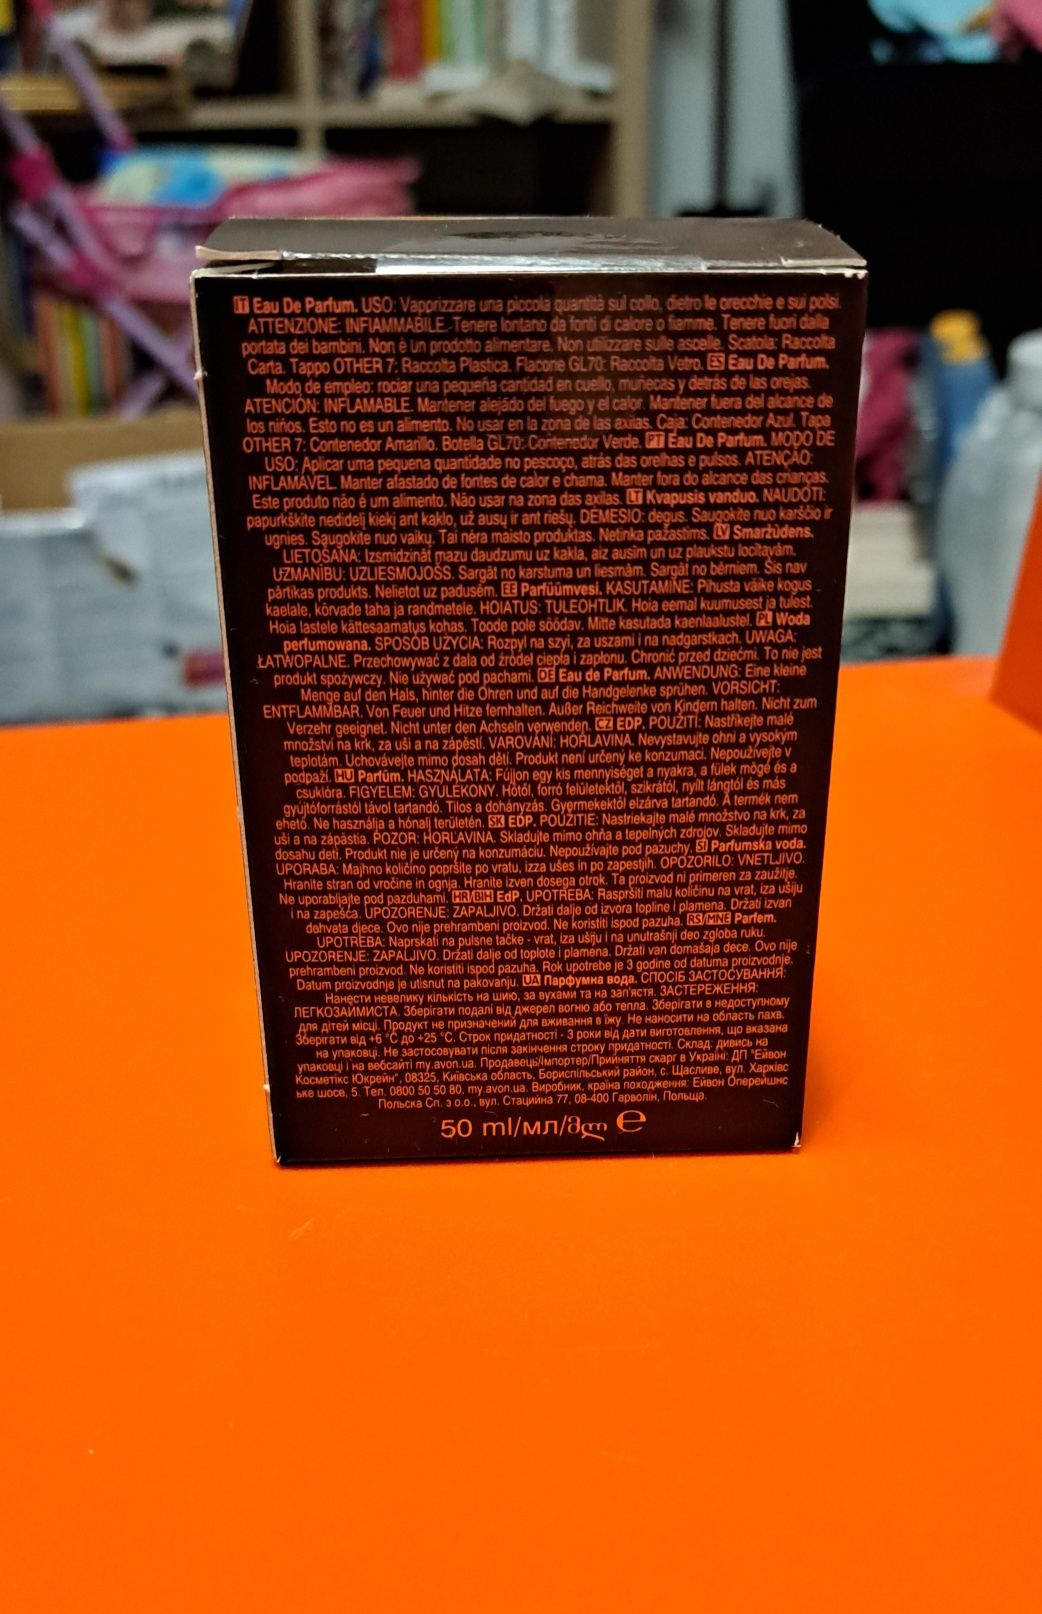 IT Eau De Parfum. USO: Vaporizzare una piccola quantità sul collo, dietro le orecchie e sui polsi.
ATTENZIONE: INFIAMMABILE. Tenere lontano da fonti di calore o fiamme. Tenere fuori dalla
portata dei bambini. Non è un prodotto alimentare. Non utilizzare sulle ascelle. Scatola: Raccolta
Carta. Tappo OTHER 7: Raccolta Plastica. Flacone GL70: Raccolta Vetro. ES Eau De Parfum.
Modo de empleo: rociar una pequeña cantidad en cuello, muñecas y detrás de las orejas.
ATENCIÓN: INFLAMABLE. Mantener alejado del fuego y el calor. Mantener fuera del alcance de
los niños. Esto no es un alimento. No usar en la zona de las axilas. Caja: Contenedor Azul. Tapa
OTHER 7: Contenedor Amarillo. Botella GL70: Contenedor Verde. PT Eau De Parfum. MODO DE
USO: Aplicar uma pequena quantidade no pescoço, atrás das orelhas e pulsos. ATENÇÃO:
INFLAMÁVEL. Manter afastado de fontes de calor e chama. Manter fora do alcance das crianças.
Este produto não é um alimento. Não usar na zona das axilas. LT Kvapusis vanduo. NAUDOTI:
papurkškite nedidelį kiekį ant kaklo, už ausų ir ant riešų. DĖMESIO: degus. Saugokite nuo karščio ir
ugnies. Saugokite nuo vaikų. Tai nėra maisto produktas. Netinka pažastims. LV Smaržūdens.
LIETOŠANA: Izsmidzināt mazu daudzumu uz kakla, aiz ausīm un uz plaukstu locītavām.
UZMANĪBU: UZLIESMOJOŠS. Sargāt no karstuma un liesmām. Sargāt no bērniem. Šis nav
pārtikas produkts. Nelietot uz padusēm. EE Parfüümvesi. KASUTAMINE: Pihusta väike kogus
kaelale, kõrvade taha ja randmetele. HOIATUS: TULEOHTLIK. Hoia eemal kuumusest ja tulest.
Hoia lastele kättesaamatus kohas. Toode pole söödav. Mitte kasutada kaenlaalustel. PL Woda
perfumowana. SPOSÓB UŻYCIA: Rozpyl na szyi, za uszami i na nadgarstkach. UWAGA:
ŁATWOPALNE. Przechowywać z dala od źródeł ciepła i zapłonu. Chronić przed dziećmi. To nie jest
produkt spożywczy. Nie używać pod pachami. DE Eau de Parfum. ANWENDUNG: Eine kleine
Menge auf den Hals, hinter die Ohren und auf die Handgelenke sprühen. VORSICHT:
ENTFLAMMBAR. Von Feuer und Hitze fernhalten. Außer Reichweite von Kindern halten. Nicht zum
Verzehr geeignet. Nicht unter den Achseln verwenden. CZ EDP. POUŽITÍ: Nastříkejte malé
množství na krk, za uši a na zápěstí. VAROVÁNÍ: HOŘLAVINA. Nevystavujte ohni a vysokým
teplotám. Uchovávejte mimo dosah dětí. Produkt není určený ke konzumaci. Nepoužívejte v
podpaží. HU Parfüm. HASZNÁLATA: Fújjon egy kis mennyiséget a nyakra, a fülek mögé és a
csuklóra. FIGYELEM: GYÚLÉKONY. Hőtől, forró felületektől, szikrától, nyílt lángtól és más
gyújtóforrástól távol tartandó. Tilos a dohányzás. Gyermekektől elzárva tartandó. A termék nem
ehető. Ne használja a hónalj területén. SK EDP. POUŽITIE: Nastriekajte malé množstvo na krk, za
uši a na zápästia. POZOR: HORĽAVINA. Skladujte mimo ohňa a tepelných zdrojov. Skladujte mimo
dosahu detí. Produkt nie je určený na konzumáciu. Nepoužívajte pod pazuchy. SI Parfumska voda.
UPORABA: Majhno količino popršite po vratu, izza ušes in po zapestjih. OPOZORILO: VNETLJIVO.
Hranite stran od vročine in ognja. Hranite izven dosega otrok. Ta proizvod ni primeren za zaužitje.
Ne uporabljajte pod pazduhami. HR/BIH EdP. UPOTREBA: Raspršiti malu količinu na vrat, iza ušiju
i na zapešća. UPOZORENJE: ZAPALJIVO. Držati dalje od izvora topline i plamena. Držati izvan
dohvata djece. Ovo nije prehrambeni proizvod. Ne koristiti ispod pazuha. RS/MNE Parfem.
UPOTREBA: Naprskati na pulsne tačke - vrat, iza ušiju i na unutrašnji deo zgloba ruku.
UPOZORENJE: ZAPALJIVO. Držati dalje od toplote i plamena. Držati van domašaja dece. Ovo nije
prehrambeni proizvod. Ne koristiti ispod pazuha. Rok upotrebe je 3 godine od datuma proizvodnje.
Datum proizvodnje je utisnut na pakovanju. UA Парфумна вода. СПОСІБ ЗАСТОСУВАННЯ:
Нанести невелику кількість на шию, за вухами та на зап'ястя. ЗАСТЕРЕЖЕННЯ:
ЛЕГКОЗАЙМИСТА. Зберігати подалі від джерел вогню або тепла. Зберігати в недоступному
для дітей місці. Продукт не призначений для вживання в їжу. Не наносити на область пахв.
Зберігати від +6 °C до +25 °C. Строк придатності - 3 роки від дати виготовлення, що вказана
на упаковці. Не застосовувати після закінчення строку придатності. Склад: дивись на
упаковці і на вебсайті my.avon.ua. Продавець/Імпортер/Прийняття скарг в Україні: ДП "Ейвон
Косметікс Юкрейн", 08325, Київська область, Бориспільський район, с. Щасливе, вул. Харківс
ьке шосе, 5. Тел. 0800 50 50 80, my.avon.ua. Виробник, країна походження: Ейвон Оперейшнс
Польска Сп. з о.о., вул. Стаційна 77, 08-400 Гарволін, Польща.
50 ml/мл/მლ ℮